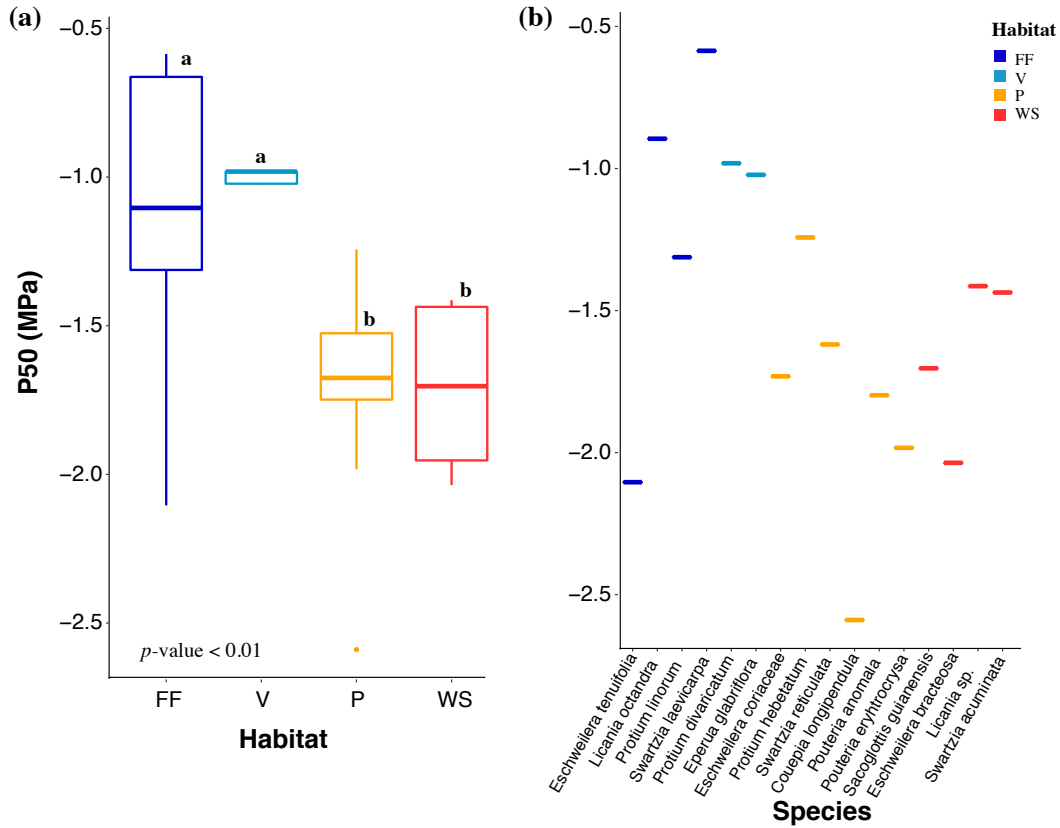 (a)
−0.5
−1.0
−1.5
−2.0
−2.5
P50 (MPa)
a
a
b
b
p-value < 0.01
FF
V
P
WS
Habitat
(b)
−0.5
−1.0
−1.5
−2.0
−2.5
Habitat
FF
V
P
WS
Eschweilera tenuifolia
Licania octandra
Protium linorum
Swartzia laevicarpa
Protium divaricatum
Eperua glabriflora
Eschweilera coriaceae
Protium hebetatum
Swartzia reticulata
Couepia longipendula
Pouteria anomala
Pouteria eryhtrocrysa
Sacoglottis guianensis
Eschweilera bracteosa
Licania sp.
Swartzia acuminata
Species